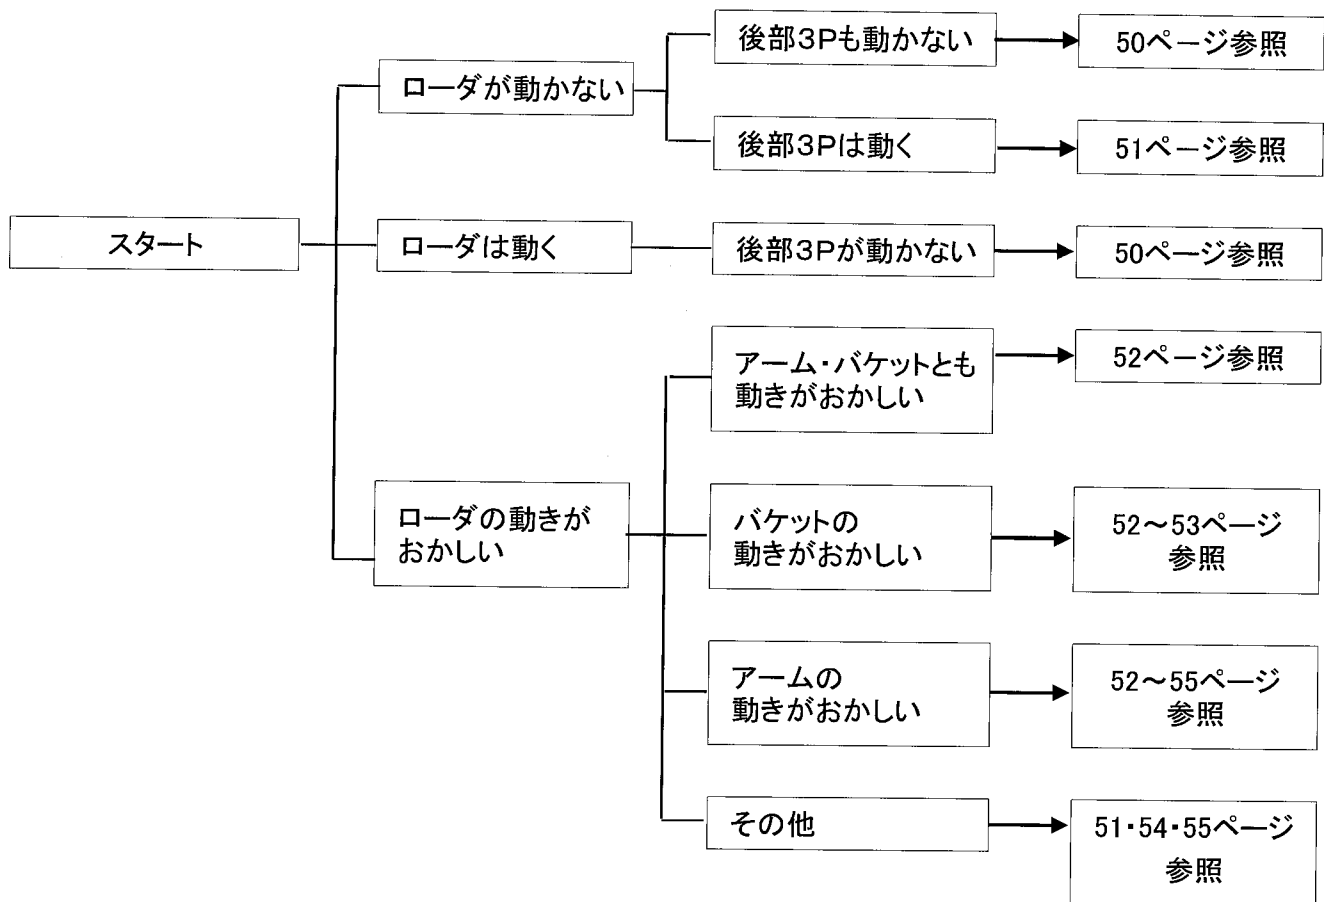 スタート
ローダが動かない
後部3Pも動かない
50ページ参照
後部3Pは動く
51ページ参照
ローダは動く
後部3Pが動かない
50ページ参照
ローダの動きが
おかしい
アーム・バケットとも
動きがおかしい
52ページ参照
バケットの
動きがおかしい
52～53ページ
参照
アームの
動きがおかしい
52～55ページ
参照
その他
51・54・55ページ
参照